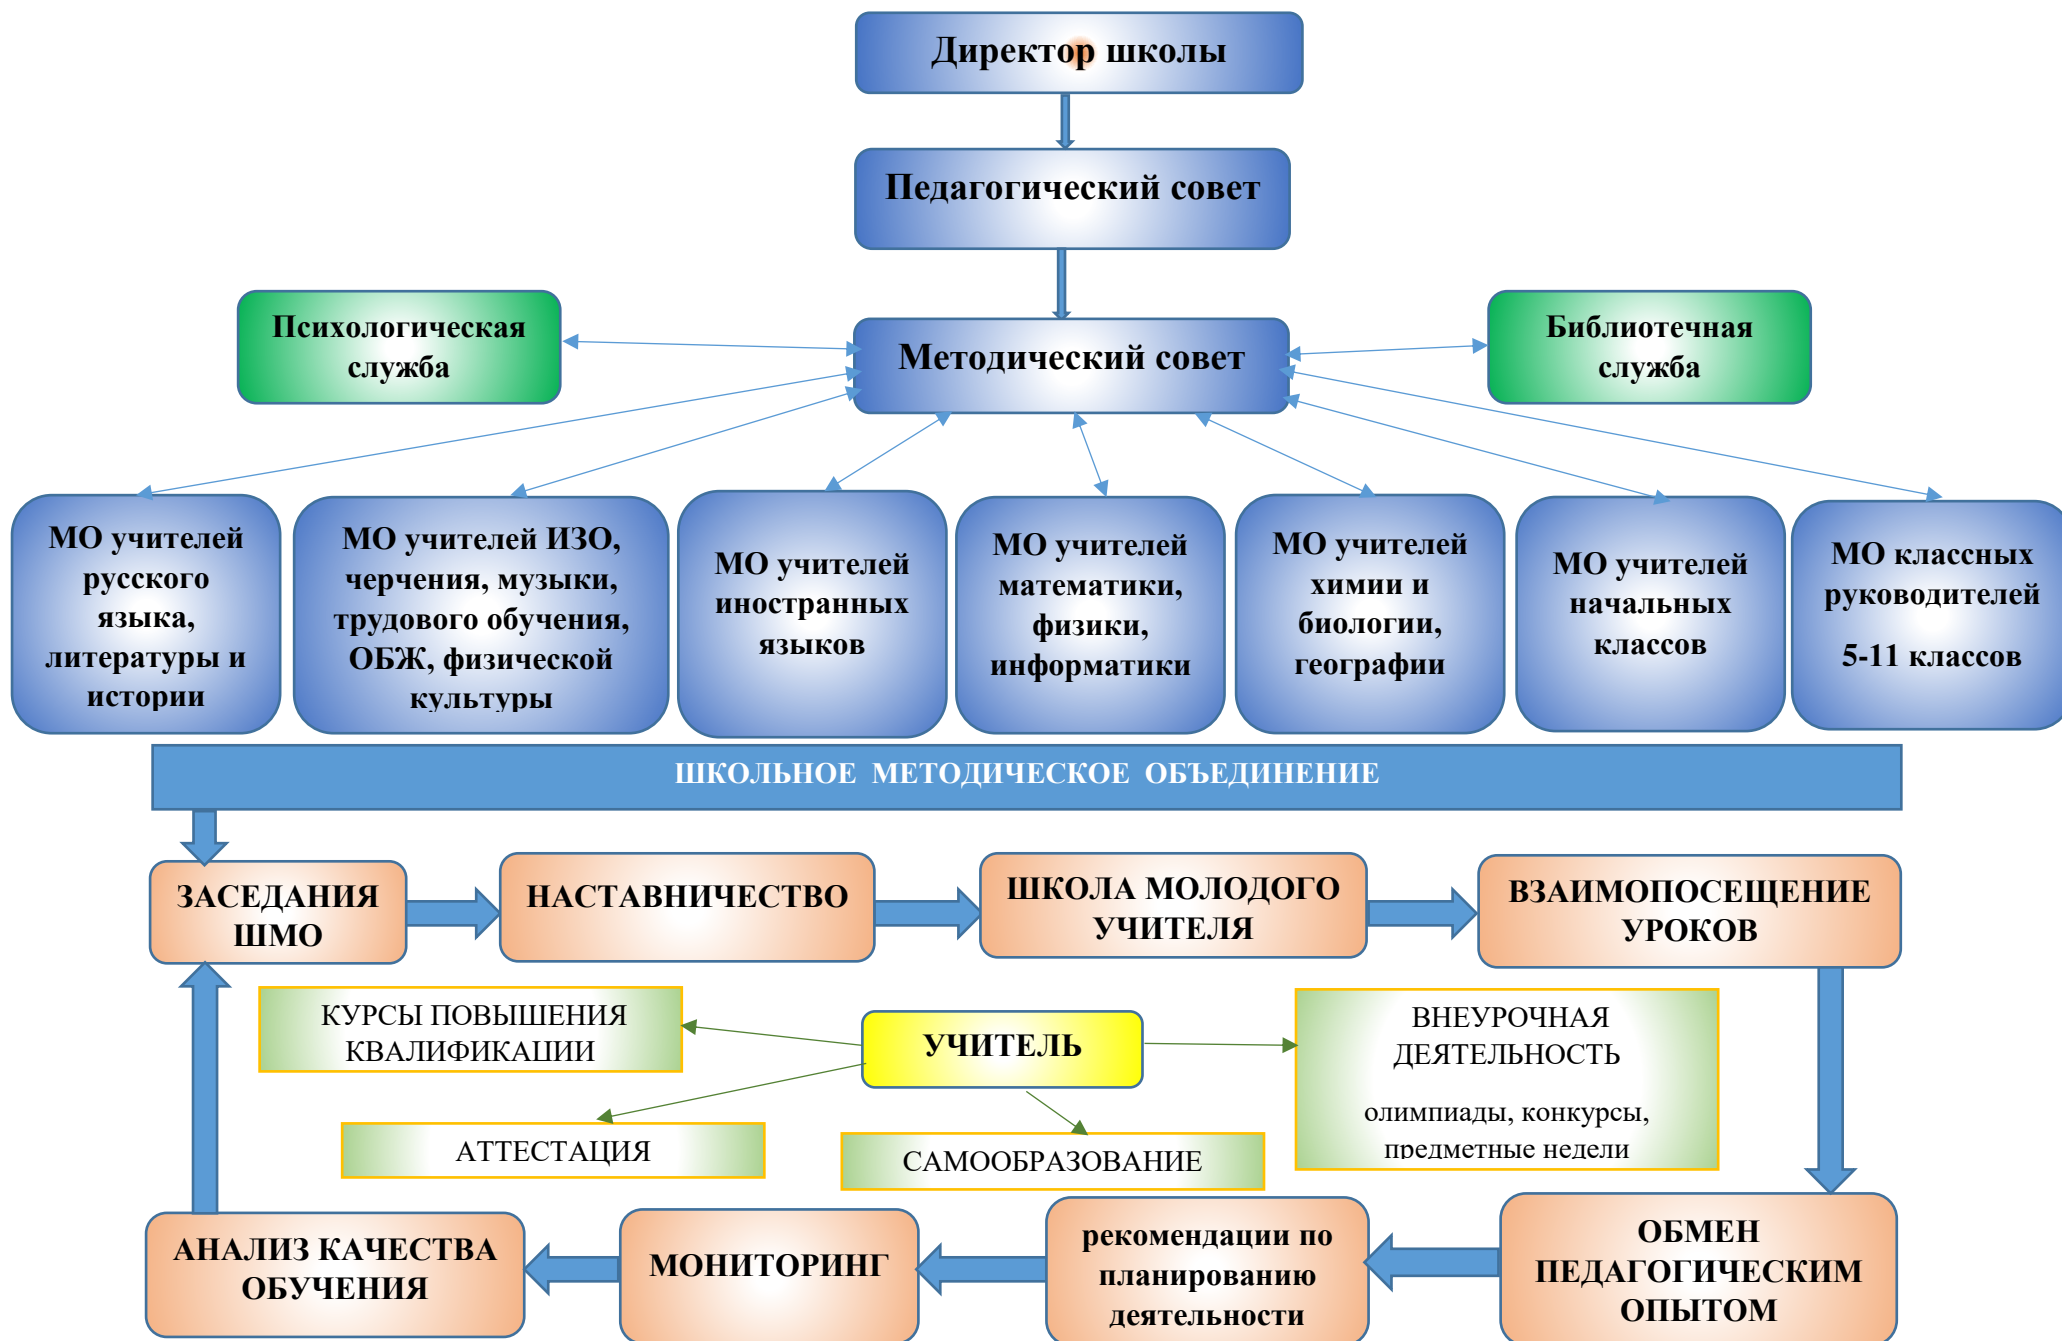 Директор школы
Педагогический совет
Психологическая
служба
Методический совет
Библиотечная
служба
МО учителей
русского
языка,
литературы и
истории
МО учителей ИЗО,
черчения, музыки,
трудового обучения,
ОБЖ, физической
культуры
МО учителей
иностранных
языков
МО учителей
математики,
физики,
информатики
МО учителей
химии и
биологии,
географии
МО учителей
начальных
классов
МО классных
руководителей
5-11 классов
ШКОЛЬНОЕ МЕТОДИЧЕСКОЕ ОБЪЕДИНЕНИЕ
ЗАСЕДАНИЯ
ШМО
НАСТАВНИЧЕСТВО
ШКОЛА МОЛОДОГО
УЧИТЕЛЯ
ВЗАИМОПОСЕЩЕНИЕ
УРОКОВ
КУРСЫ ПОВЫШЕНИЯ
КВАЛИФИКАЦИИ
УЧИТЕЛЬ
ВНЕУРОЧНАЯ
ДЕЯТЕЛЬНОСТЬ
олимпиады, конкурсы,
предметные недели
АТТЕСТАЦИЯ
САМООБРАЗОВАНИЕ
АНАЛИЗ КАЧЕСТВА
ОБУЧЕНИЯ
МОНИТОРИНГ
рекомендации по
планированию
деятельности
ОБМЕН
ПЕДАГОГИЧЕСКИМ
ОПЫТОМ